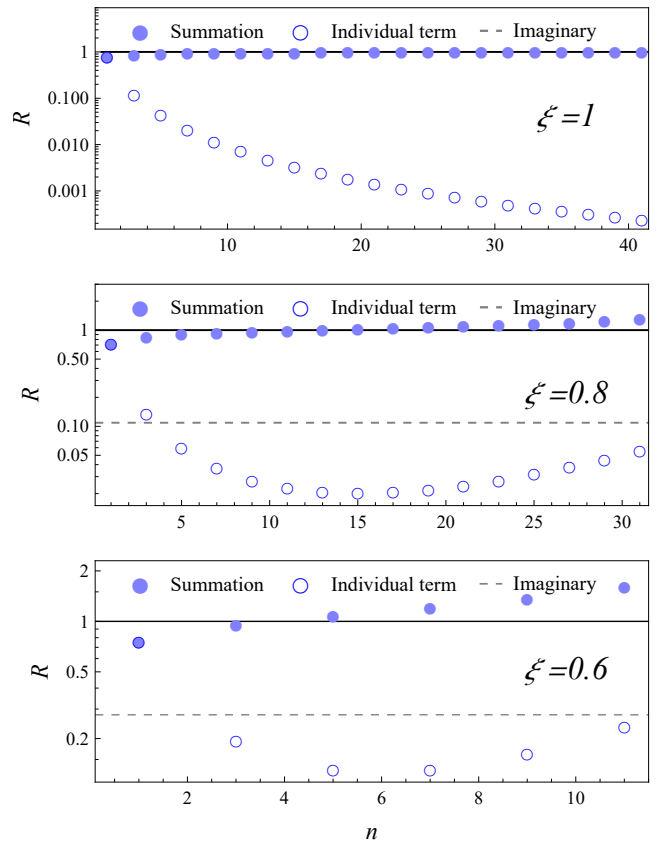 Summation Individual term Imaginary
1
0.100
0.010
0.001
R
ξ=1
10 20 30 40
Summation Individual term Imaginary
1
0.50
0.10
0.05
R
ξ=0.8
5 10 15 20 25 30
Summation Individual term Imaginary
2
1
0.5
0.2
R
ξ=0.6
2 4 6 8 10
n